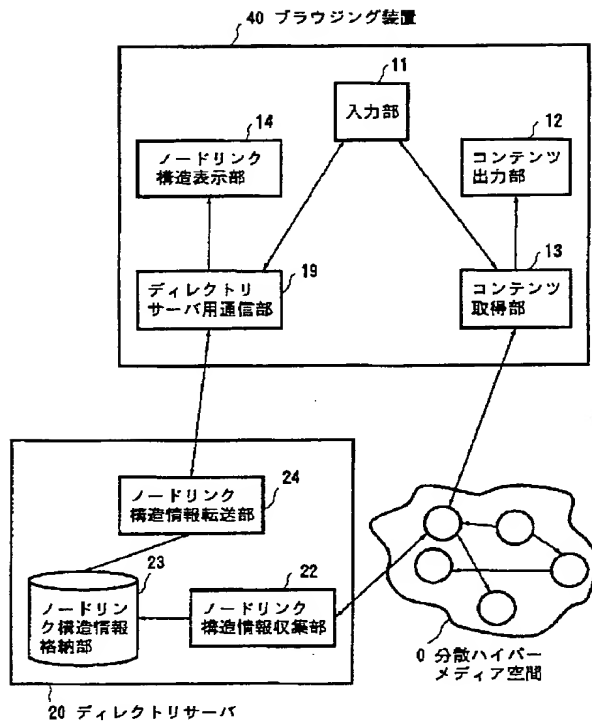 40 ブラウジング装置
11
入力部
14
ノードリンク
構造表示部
12
コンテンツ
出力部
19
ディレクトリ
サーバ用通信部
13
コンテンツ
取得部
24
ノードリンク
構造情報転送部
23
ノードリン
ク構造情報
格納部
22
ノードリンク
構造情報収集部
0 分散ハイパー
メディア空間
20 ディレクトリサーバ